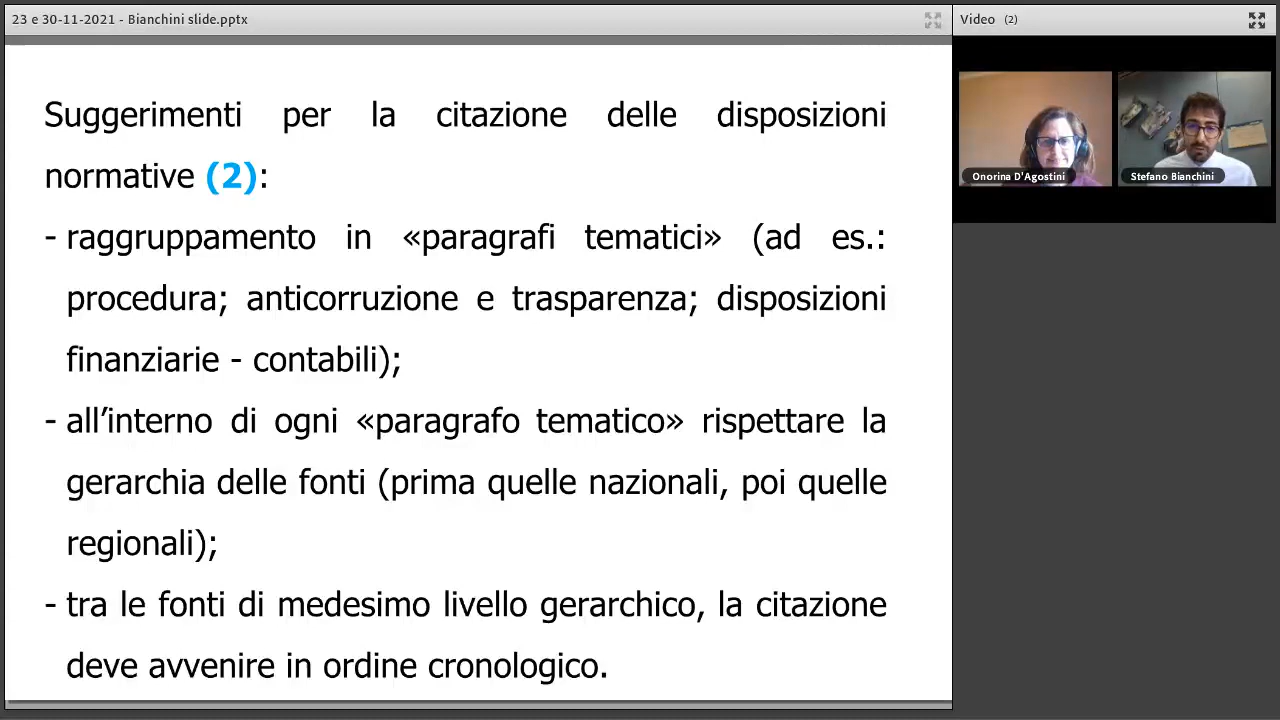 23 e 30-11-2021 - Bianchini slide.pptx
Video (2)
Suggerimenti per la citazione delle disposizioni
normative (2):
- raggruppamento in «paragrafi tematici» (ad es.:
procedura; anticorruzione e trasparenza; disposizioni
finanziarie - contabili);
- all’interno di ogni «paragrafo tematico» rispettare la
gerarchia delle fonti (prima quelle nazionali, poi quelle
regionali);
- tra le fonti di medesimo livello gerarchico, la citazione
deve avvenire in ordine cronologico.
Onorina D'Agostini
Stefano Bianchini